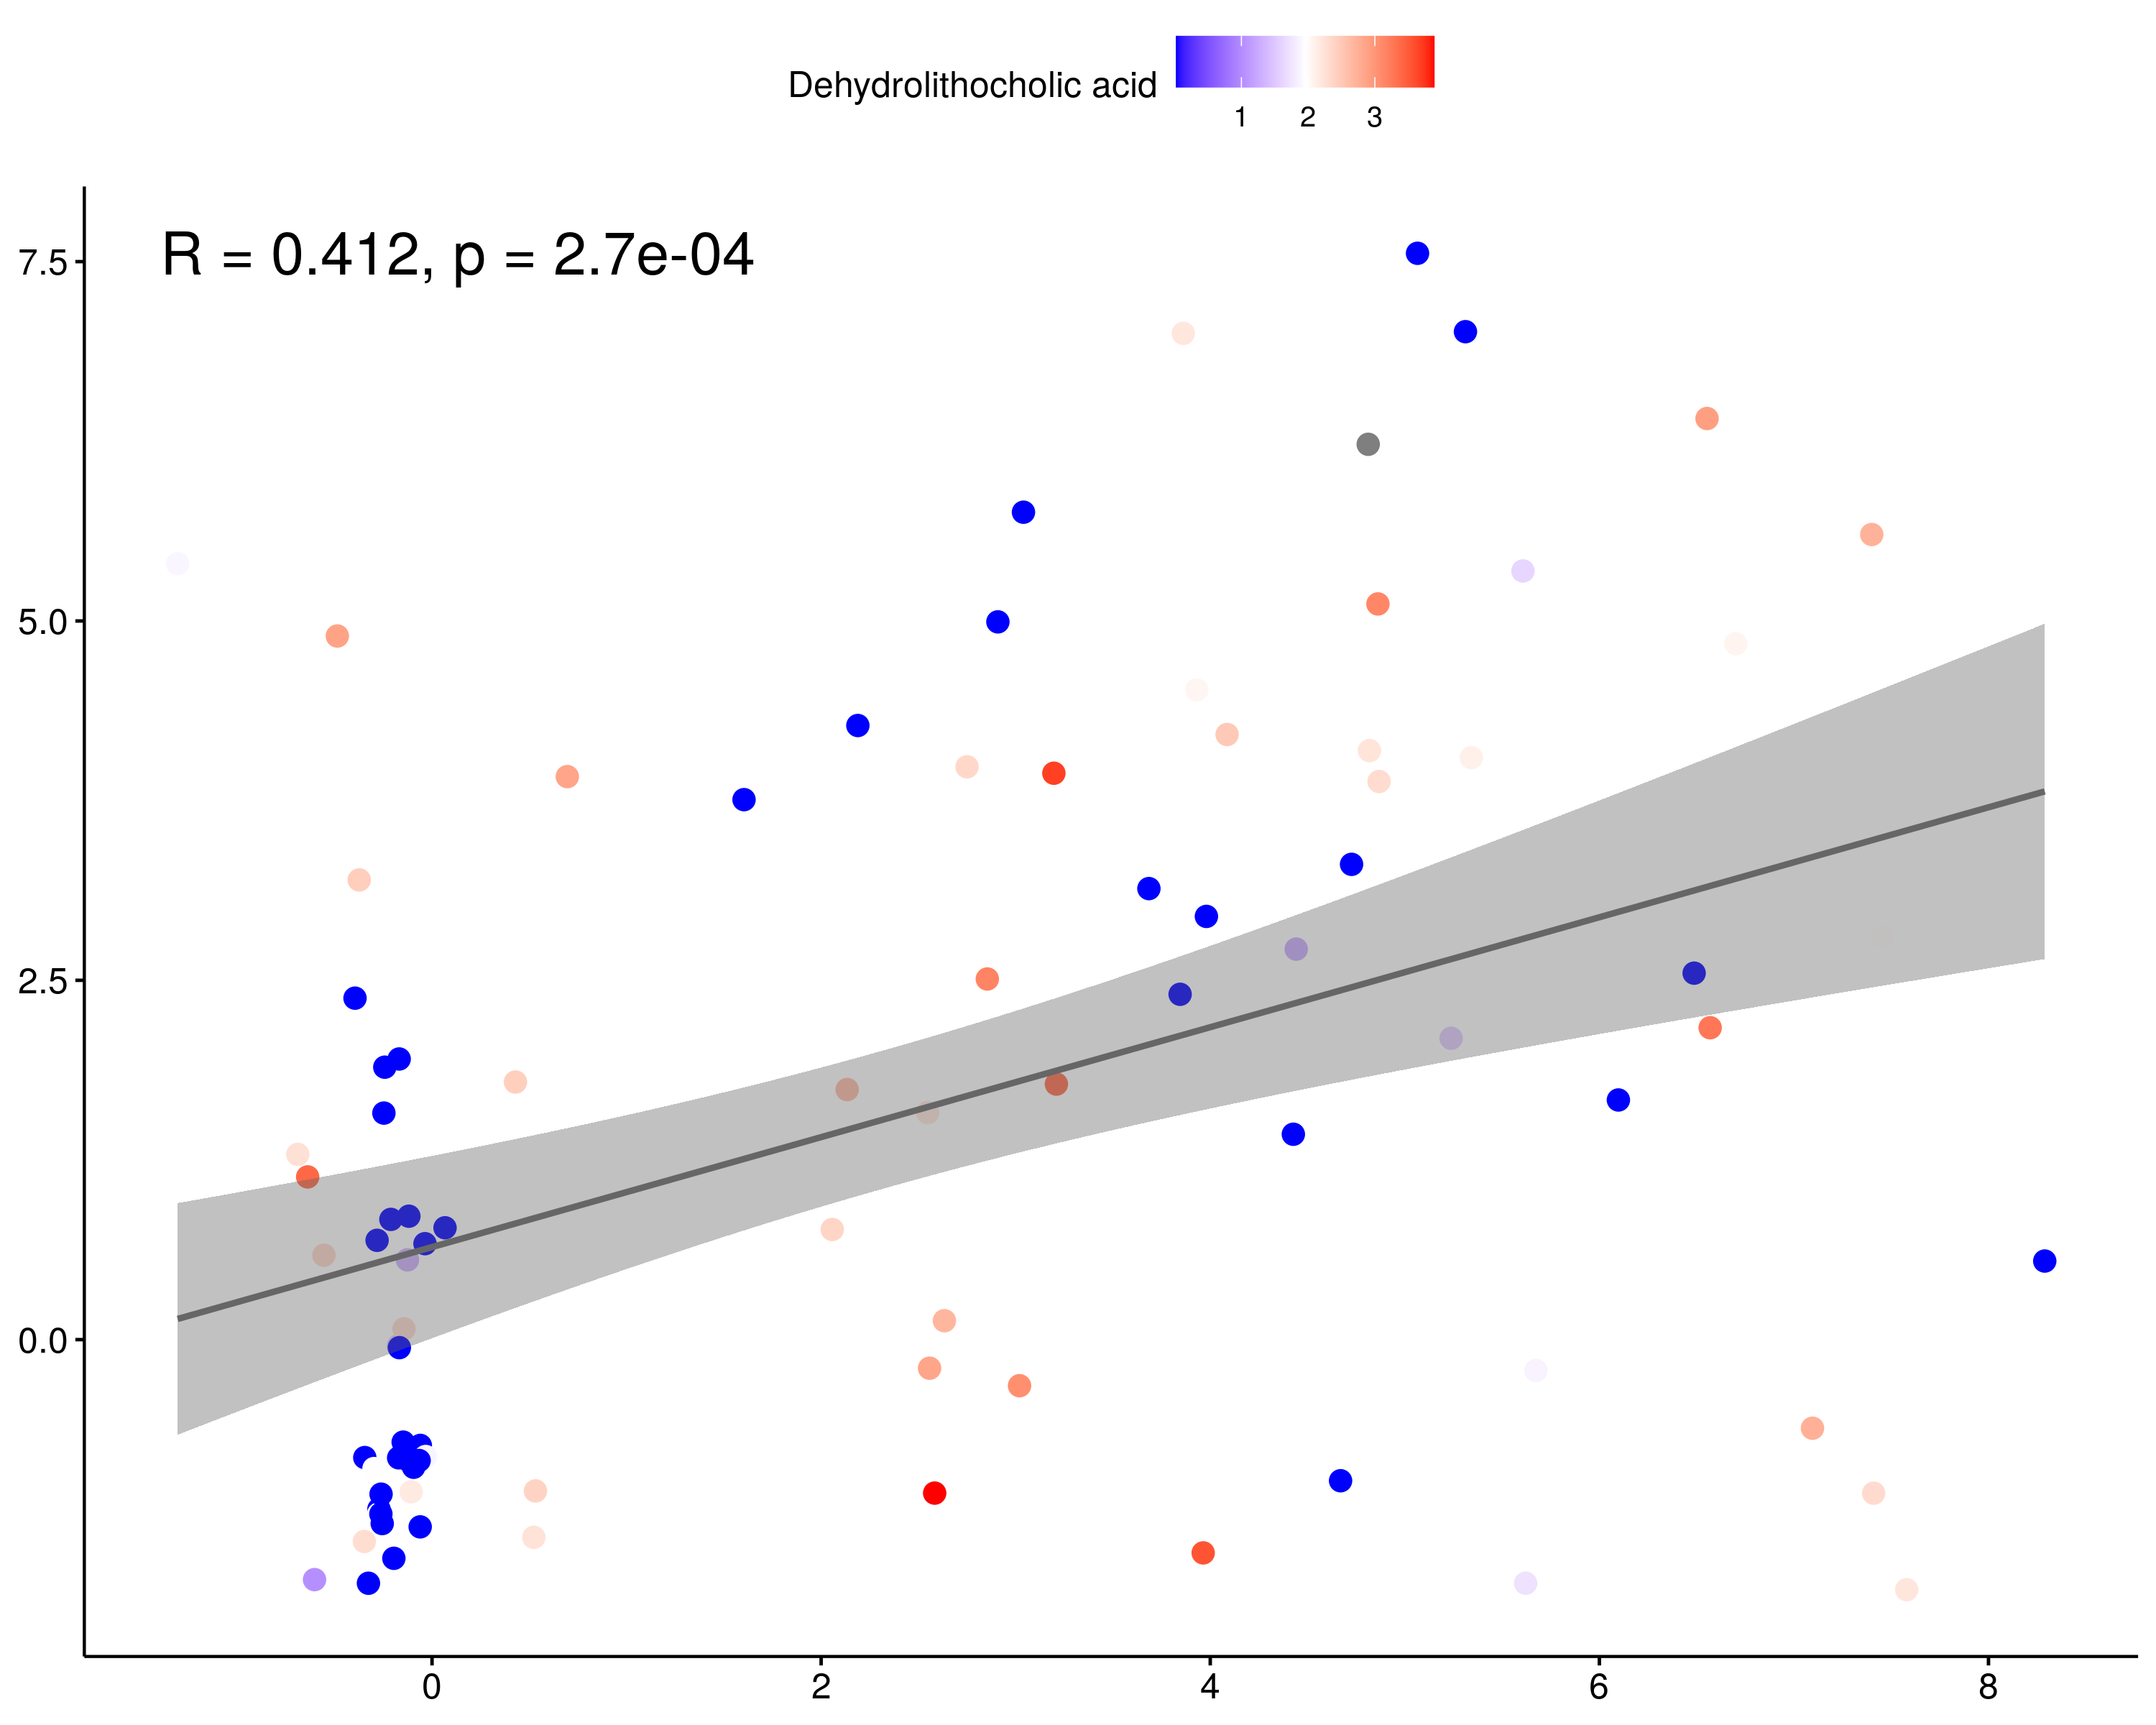 Dehydrolithocholic acid
1 2 3
R = 0.412, p = 2.7e-04
7.5
5.0
2.5
0.0
0 2 4 6 8